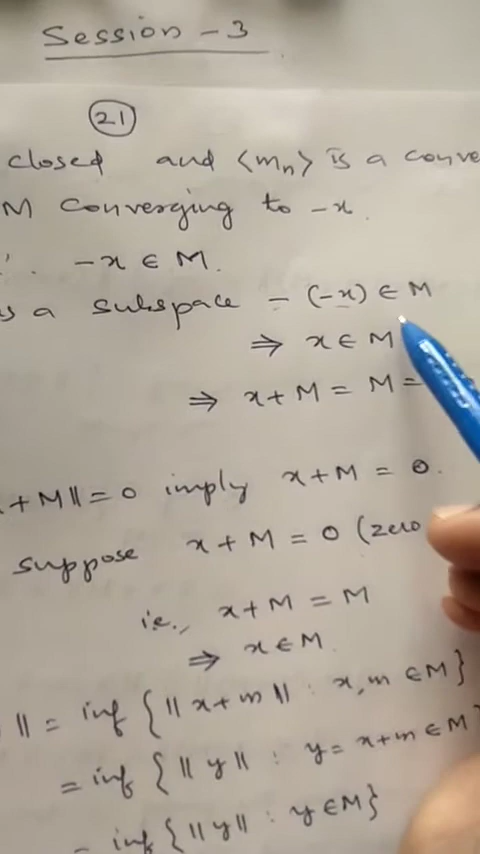 Session - 3
21
closed and <mn> is a conve
M converging to -x.
-x ∈ M.
s a subspace - (-x) ∈ M
⇒ x ∈ M
⇒ x + M = M =
+ M|| = 0 imply x + M = 0.
suppose x + M = 0 (zero
i.e., x + M = M
⇒ x ∈ M.
|| = inf { || x + m || : x, m ∈ M }
= inf { || y || : y = x + m ∈ M
= inf { || y || : y ∈ M }